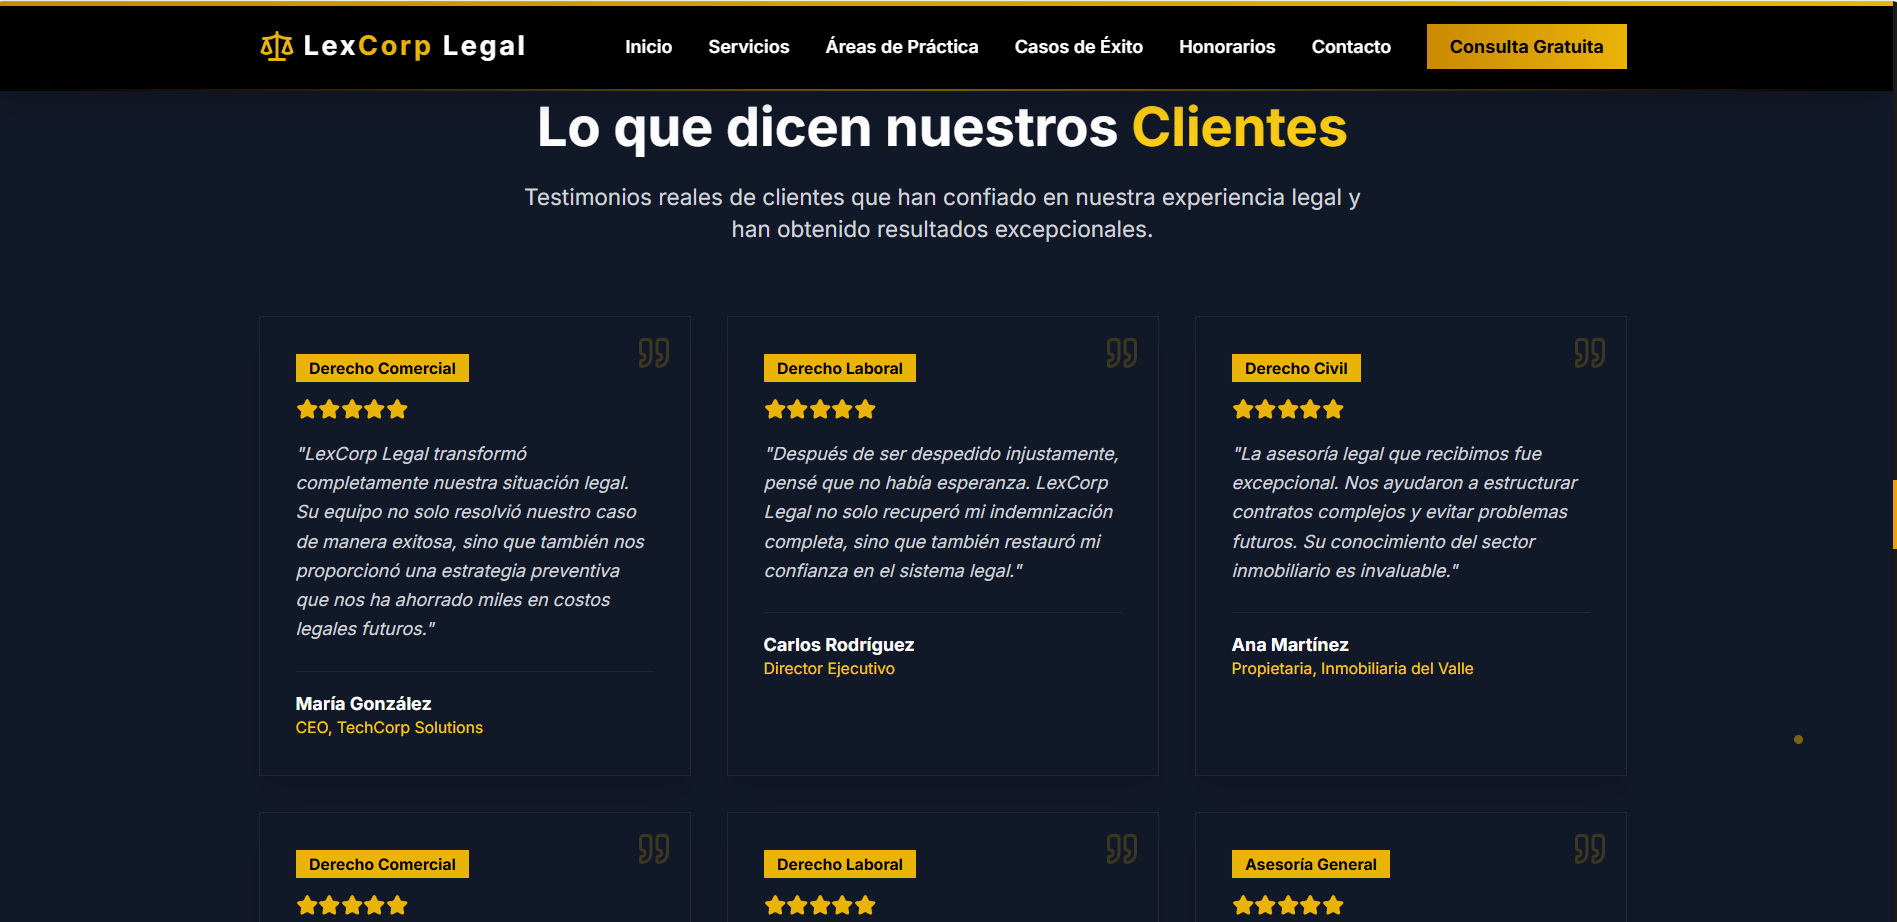 LexCorp Legal
Inicio
Servicios
Áreas de Práctica
Casos de Éxito
Honorarios
Contacto
Consulta Gratuita
Lo que dicen nuestros Clientes
Testimonios reales de clientes que han confiado en nuestra experiencia legal y
han obtenido resultados excepcionales.
Derecho Comercial
"LexCorp Legal transformó
completamente nuestra situación legal.
Su equipo no solo resolvió nuestro caso
de manera exitosa, sino que también nos
proporcionó una estrategia preventiva
que nos ha ahorrado miles en costos
legales futuros."
María González
CEO, TechCorp Solutions
Derecho Laboral
"Después de ser despedido injustamente,
pensé que no había esperanza. LexCorp
Legal no solo recuperó mi indemnización
completa, sino que también restauró mi
confianza en el sistema legal."
Carlos Rodríguez
Director Ejecutivo
Derecho Civil
"La asesoría legal que recibimos fue
excepcional. Nos ayudaron a estructurar
contratos complejos y evitar problemas
futuros. Su conocimiento del sector
inmobiliario es invaluable."
Ana Martínez
Propietaria, Inmobiliaria del Valle
Derecho Comercial
Derecho Laboral
Asesoría General